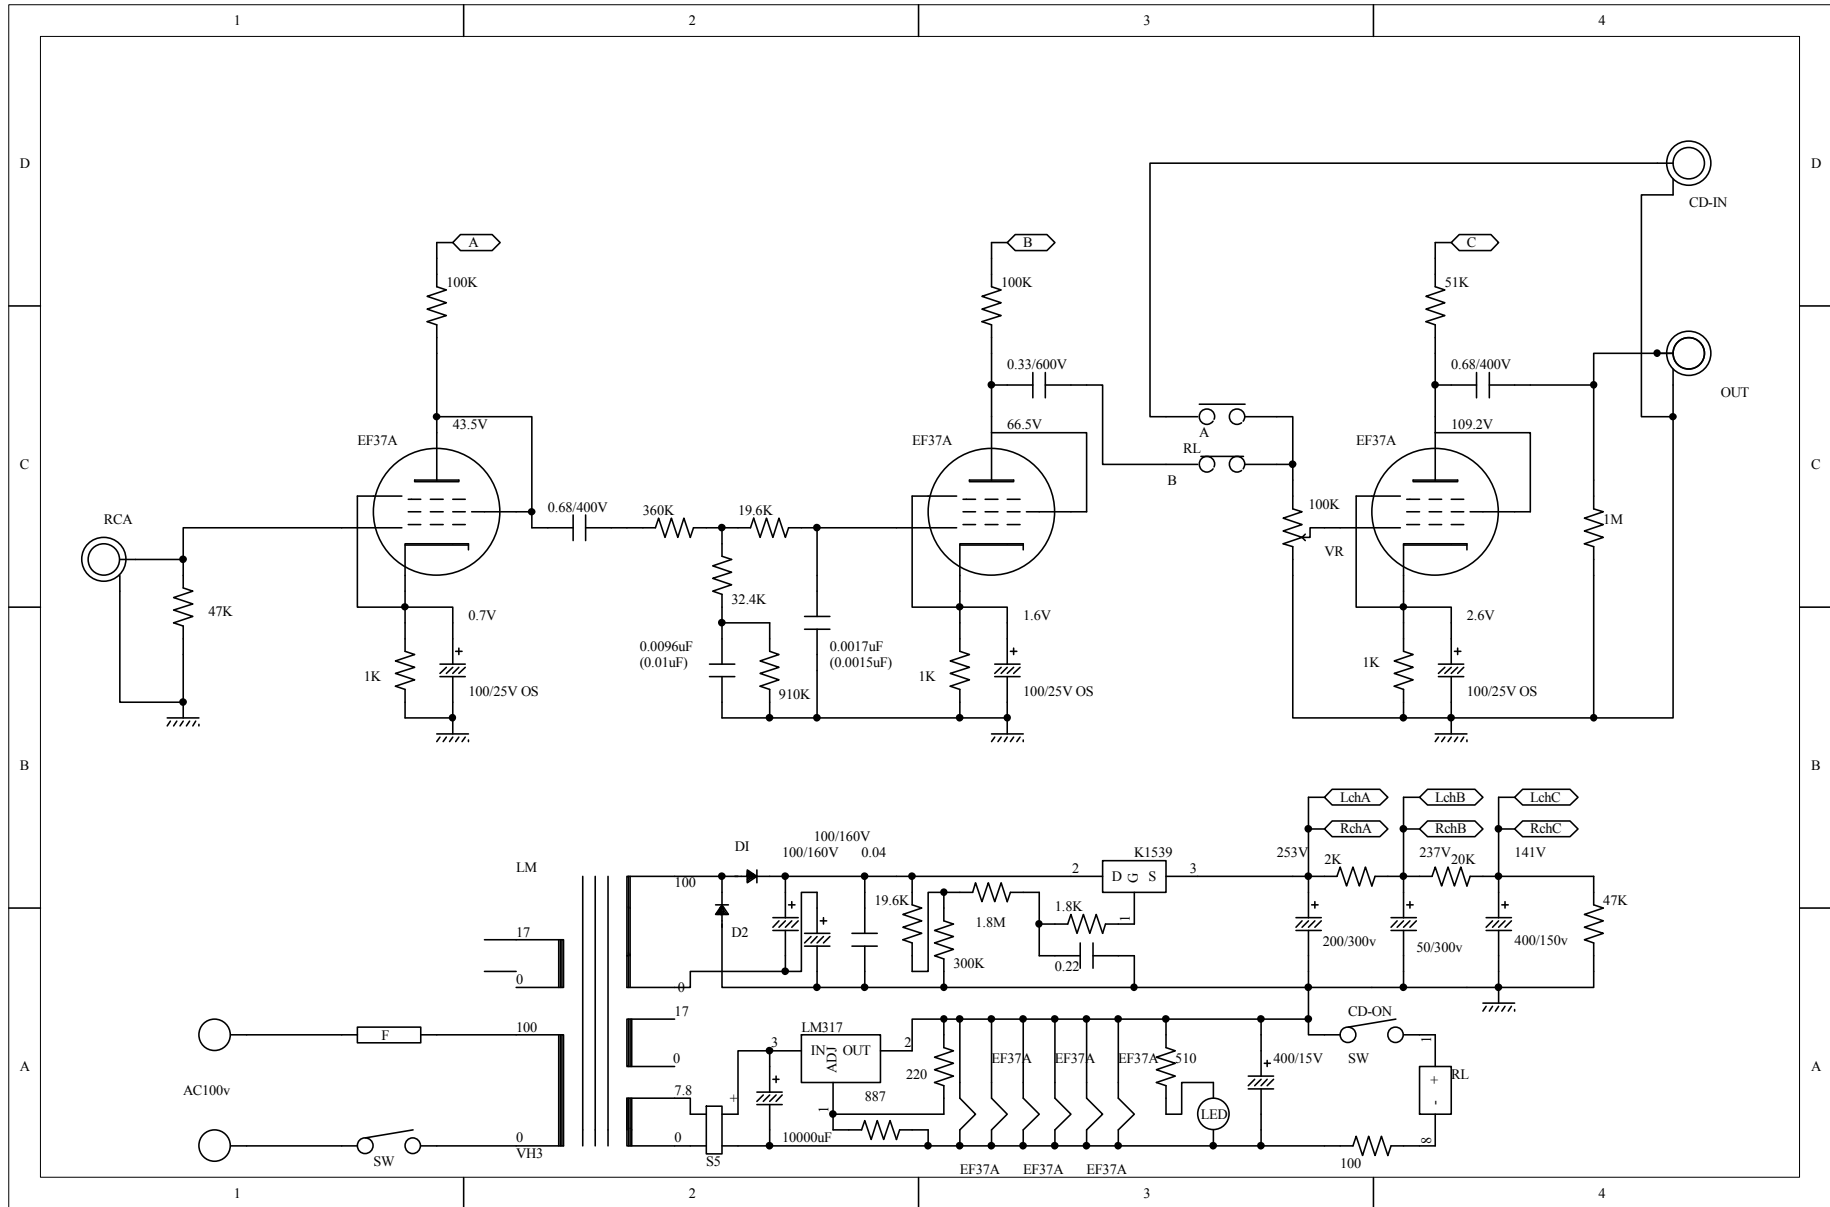 1
2
3
4
D
D
CD-IN
A
B
C
100K
100K
51K
0.33/600V
0.68/400V
OUT
43.5V
66.5V
109.2V
EF37A
EF37A
EF37A
A
RL
B
C
C
0.68/400V
360K
19.6K
100K
RCA
1M
VR
32.4K
47K
0.7V
1.6V
2.6V
+
+
+
0.0096uF
(0.01uF)
0.0017uF
(0.0015uF)
1K
1K
1K
100/25V OS
910K
100/25V OS
100/25V OS
B
B
LchA
LchB
LchC
RchA
RchB
RchC
100/160V
DI
100/160V
0.04
K1539
253V
2K
237V
20K
141V
LM
2
D
G
S
3
100
19.6K
1.8K
1
47K
+
+
+
+
+
D2
1.8M
17
200/300v
50/300v
400/150v
300K
0.22
0
0
17
CD-ON
LM317
F
100
3
IN
ADJ
OUT
2
SW
1
0
EF37A
EF37A
EF37A
510
400/15V
A
A
220
+
+
RL
AC100v
7.8
+
887
+
-
1
LED
0
0
10000uF
8
SW
VH3
S5
100
EF37A
EF37A
EF37A
1
2
3
4